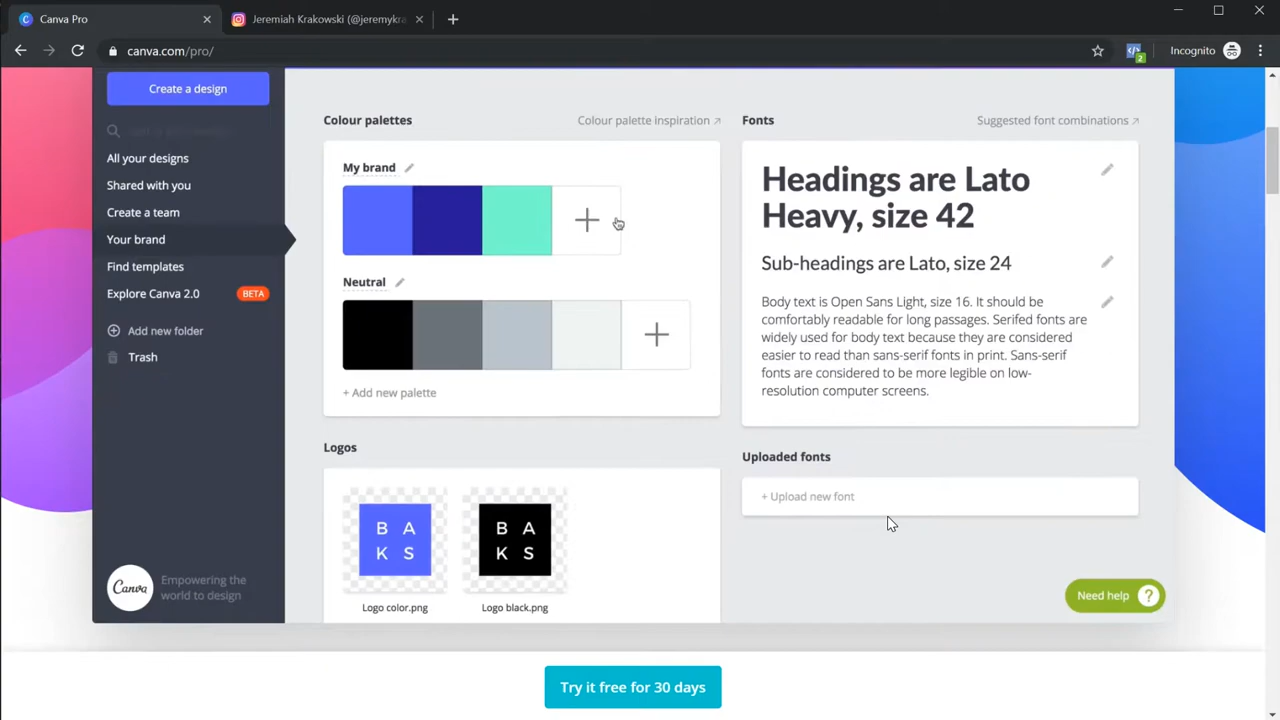 Canva Pro
Jeremiah Krakowski (@jeremykra
canva.com/pro/
2
Incognito
Create a design
All your designs
Shared with you
Create a team
Your brand
Find templates
Explore Canva 2.0 BETA
Add new folder
Trash
Canva
Empowering the
world to design
Colour palettes
Colour palette inspiration
My brand
Neutral
+ Add new palette
Logos
B A
K S
B A
K S
Logo color.png
Logo black.png
Fonts
Suggested font combinations
Headings are Lato
Heavy, size 42
Sub-headings are Lato, size 24
Body text is Open Sans Light, size 16. It should be
comfortably readable for long passages. Serifed fonts are
widely used for body text because they are considered
easier to read than sans-serif fonts in print. Sans-serif
fonts are considered to be more legible on low-
resolution computer screens.
Uploaded fonts
+ Upload new font
Need help ?
Try it free for 30 days